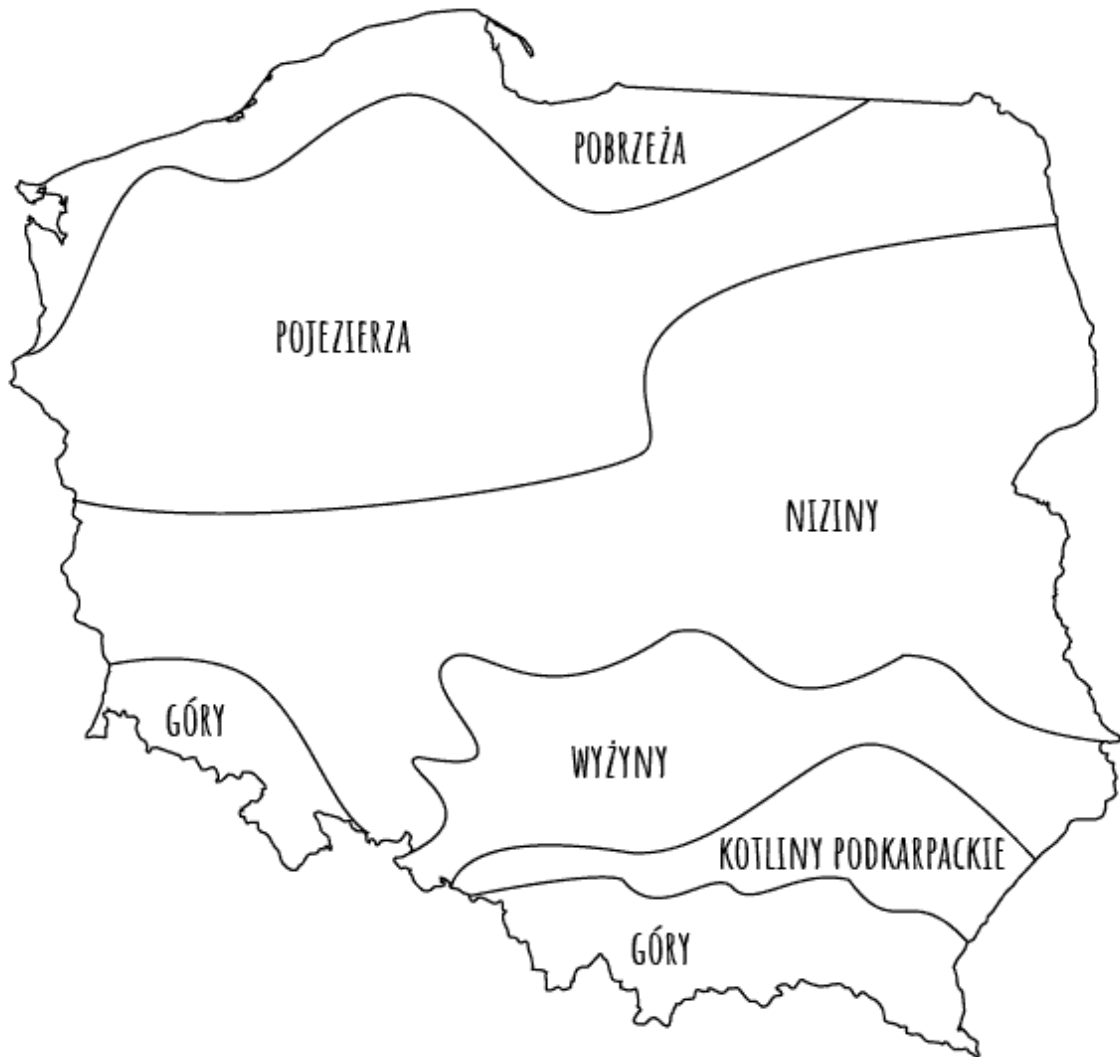 POBRZEŻA
POJEZIERZA
NIZINY
GÓRY
WYŻYNY
KOTLINY PODKARPACKIE
GÓRY